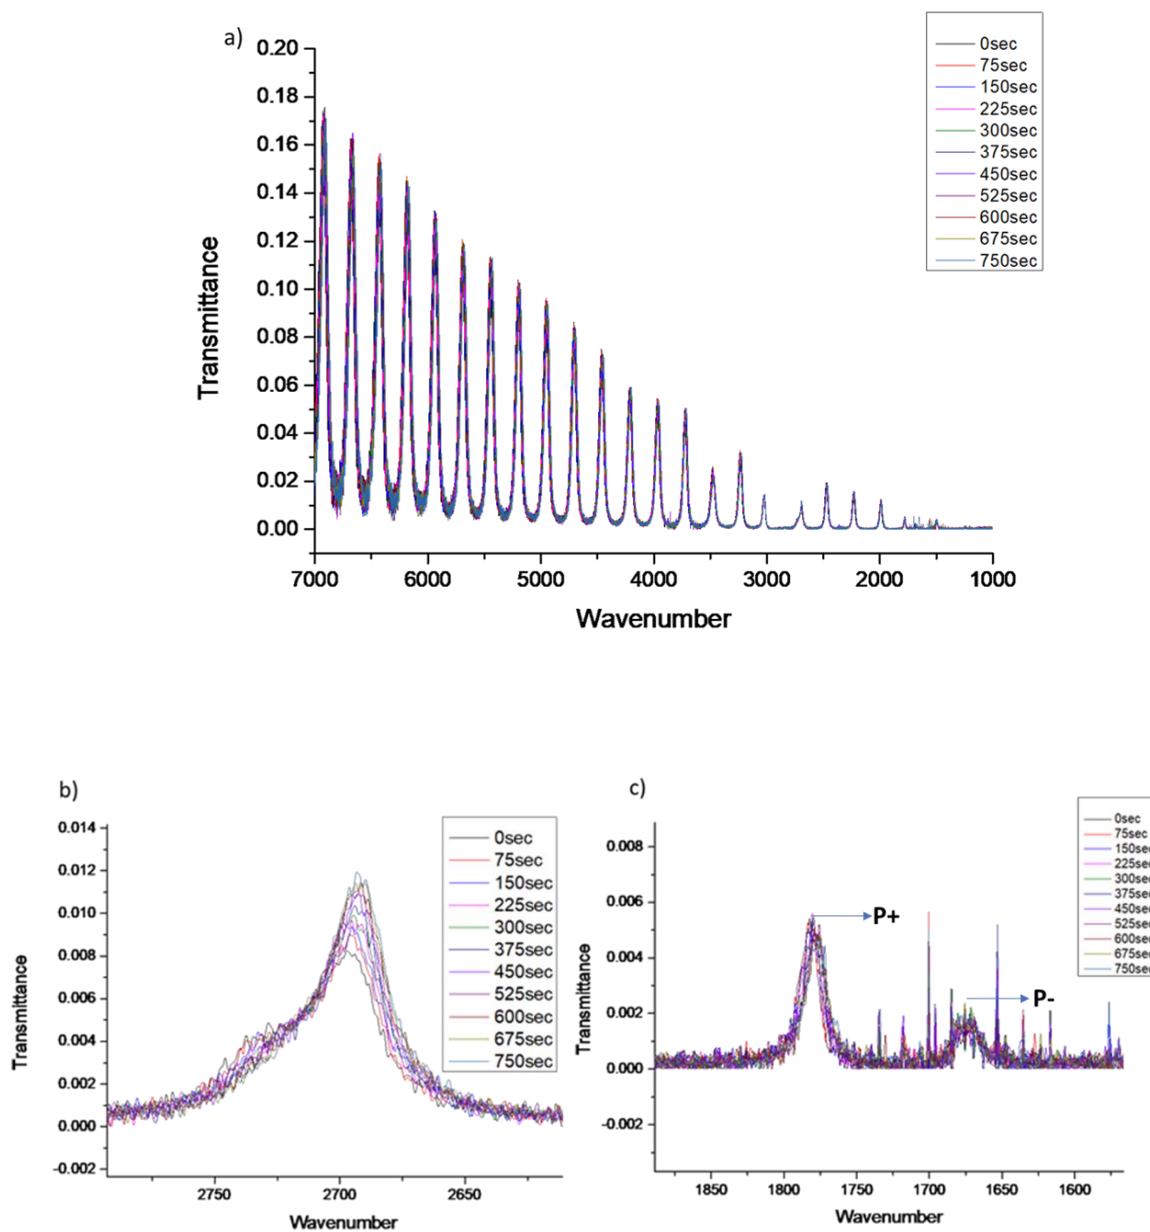 a)
0.20
0.18
0.16
0.14
0.12
0.10
0.08
0.06
0.04
0.02
0.00
Transmittance
7000 6000 5000 4000 3000 2000 1000
Wavenumber
0sec
75sec
150sec
225sec
300sec
375sec
450sec
525sec
600sec
675sec
750sec
b)
0.014
0.012
0.010
0.008
0.006
0.004
0.002
0.000
-0.002
Transmittance
2750 2700 2650
Wavenumber
0sec
75sec
150sec
225sec
300sec
375sec
450sec
525sec
600sec
675sec
750sec
c)
0.008
0.006
0.004
0.002
0.000
-0.002
Transmittance
1850 1800 1750 1700 1650 1600
Wavenumber
P+
P-
0sec
75sec
150sec
225sec
300sec
375sec
450sec
525sec
600sec
675sec
750sec